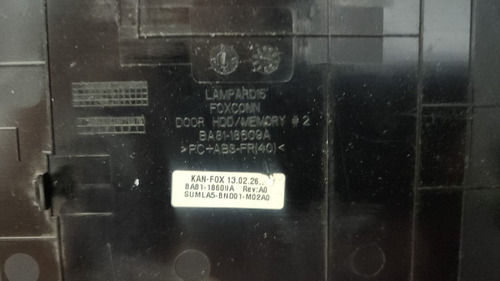 LAMPARD15"
FOXCONN
DOOR HDD/MEMORY #2
BA81-18609A
>PC+ABS-FR(40)<
KAN-FOX 13.02.26.
BA81-18609A Rev:A0
SUMLA5-BND01-M02A0